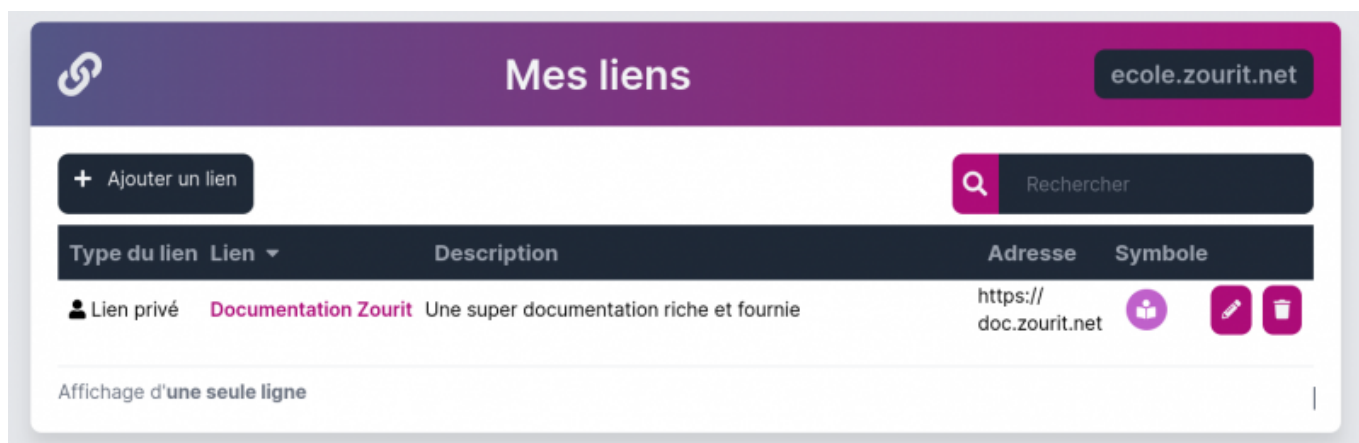 Mes liens
ecole.zourit.net
Ajouter un lien
Rechercher
Type du lien Lien Description Adresse Symbole
Lien privé Documentation Zourit Une super documentation riche et fournie https://
doc.zourit.net
Affichage d'une seule ligne